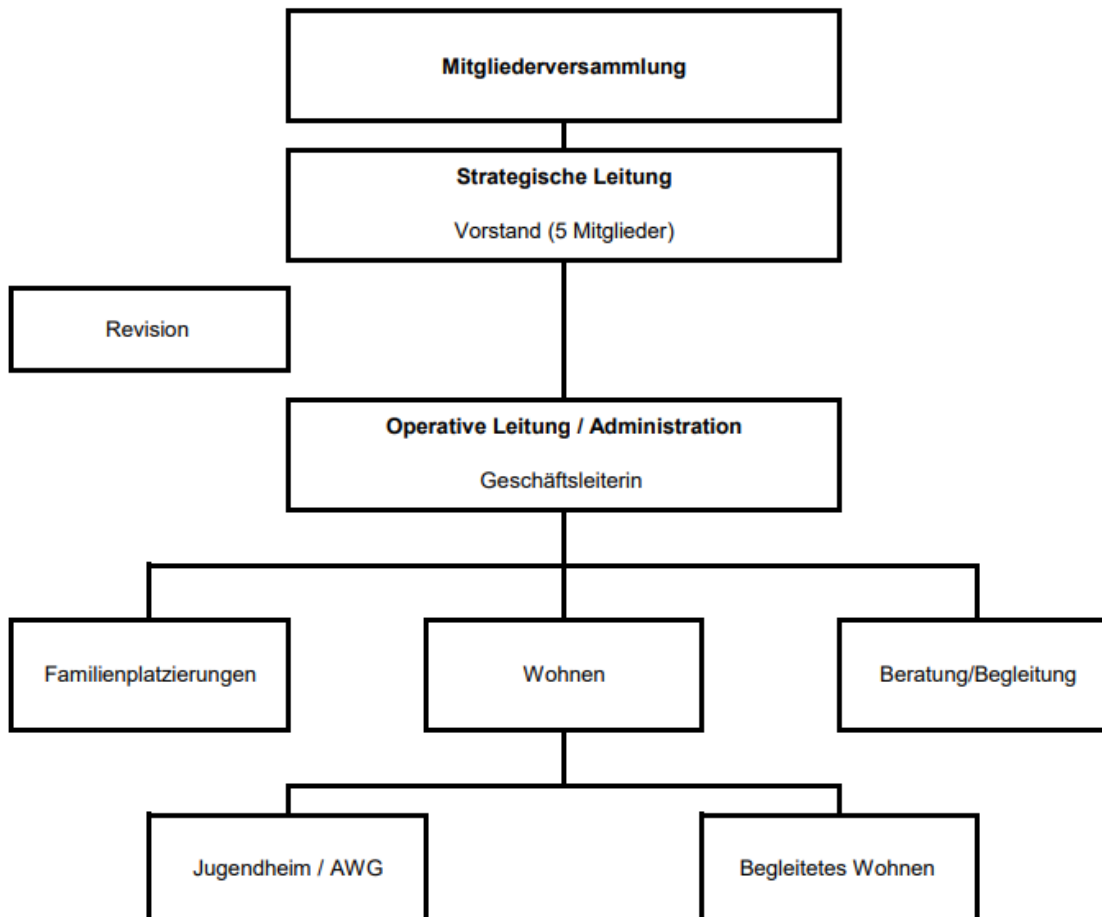 Mitgliederversammlung
Strategische Leitung
Vorstand (5 Mitglieder)
Revision
Operative Leitung / Administration
Geschäftsleiterin
Familienplatzierungen
Wohnen
Beratung/Begleitung
Jugendheim / AWG
Begleitetes Wohnen